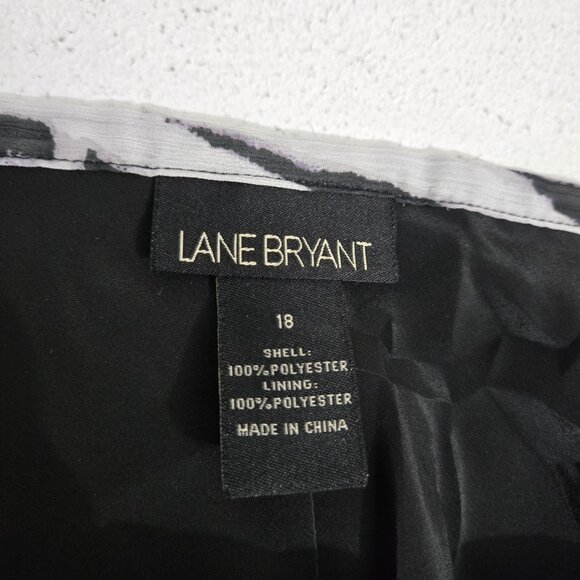 LANE BRYANT
18
SHELL:
100%POLYESTER
LINING:
100%POLYESTER
MADE IN CHINA